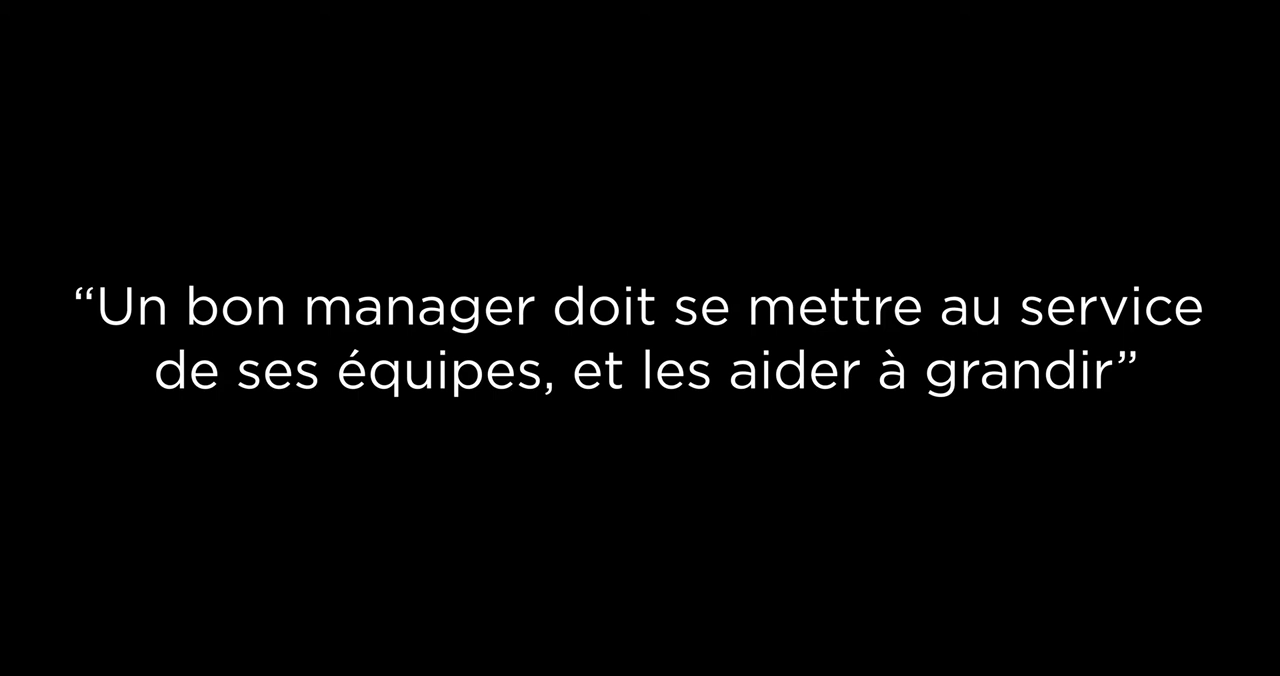 “Un bon manager doit se mettre au service
de ses équipes, et les aider à grandir”